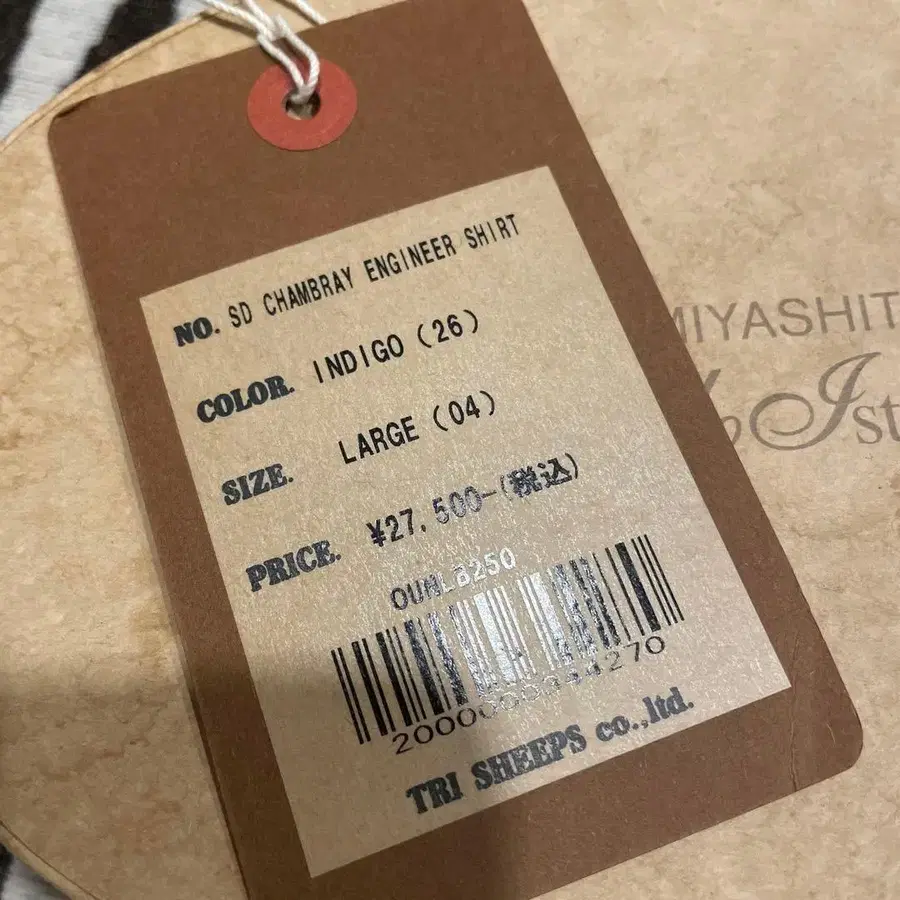 NO. SD CHAMBRAY ENGINEER SHIRT
COLOR. INDIGO (26)
SIZE. LARGE (04)
PRICE. ¥27,500-(税込)
TRI SHEEPS co.,ltd.
MIYASHIT